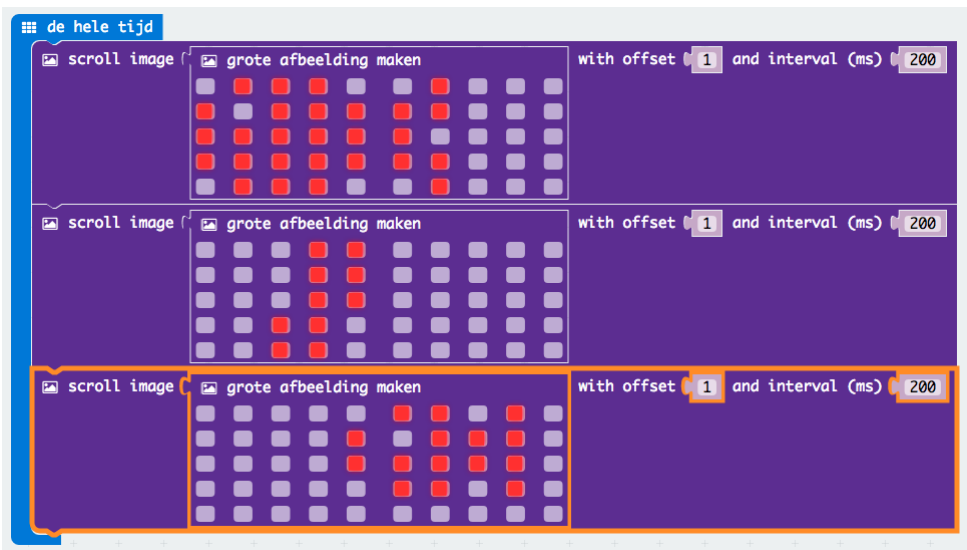 de hele tijd
scroll image grote afbeelding maken with offset 1 and interval (ms) 200
scroll image grote afbeelding maken with offset 1 and interval (ms) 200
scroll image grote afbeelding maken with offset 1 and interval (ms) 200